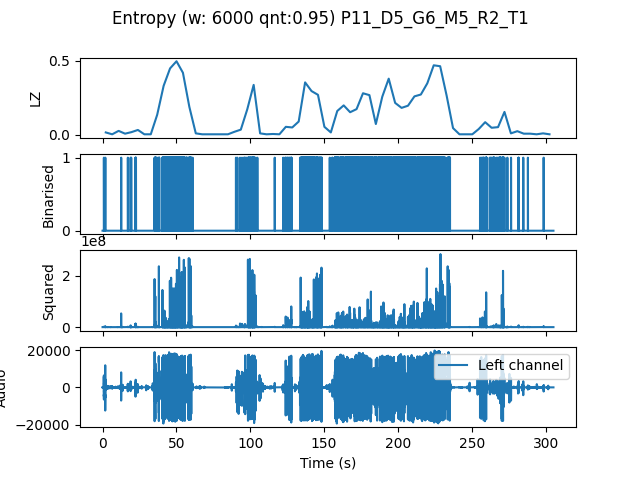 Entropy (w: 6000 qnt:0.95) P11_D5_G6_M5_R2_T1
LZ
0.5
0.0
Binarised
1
0
1e8
Squared
2
0
Audio
20000
0
−20000
Left channel
0 50 100 150 200 250 300
Time (s)